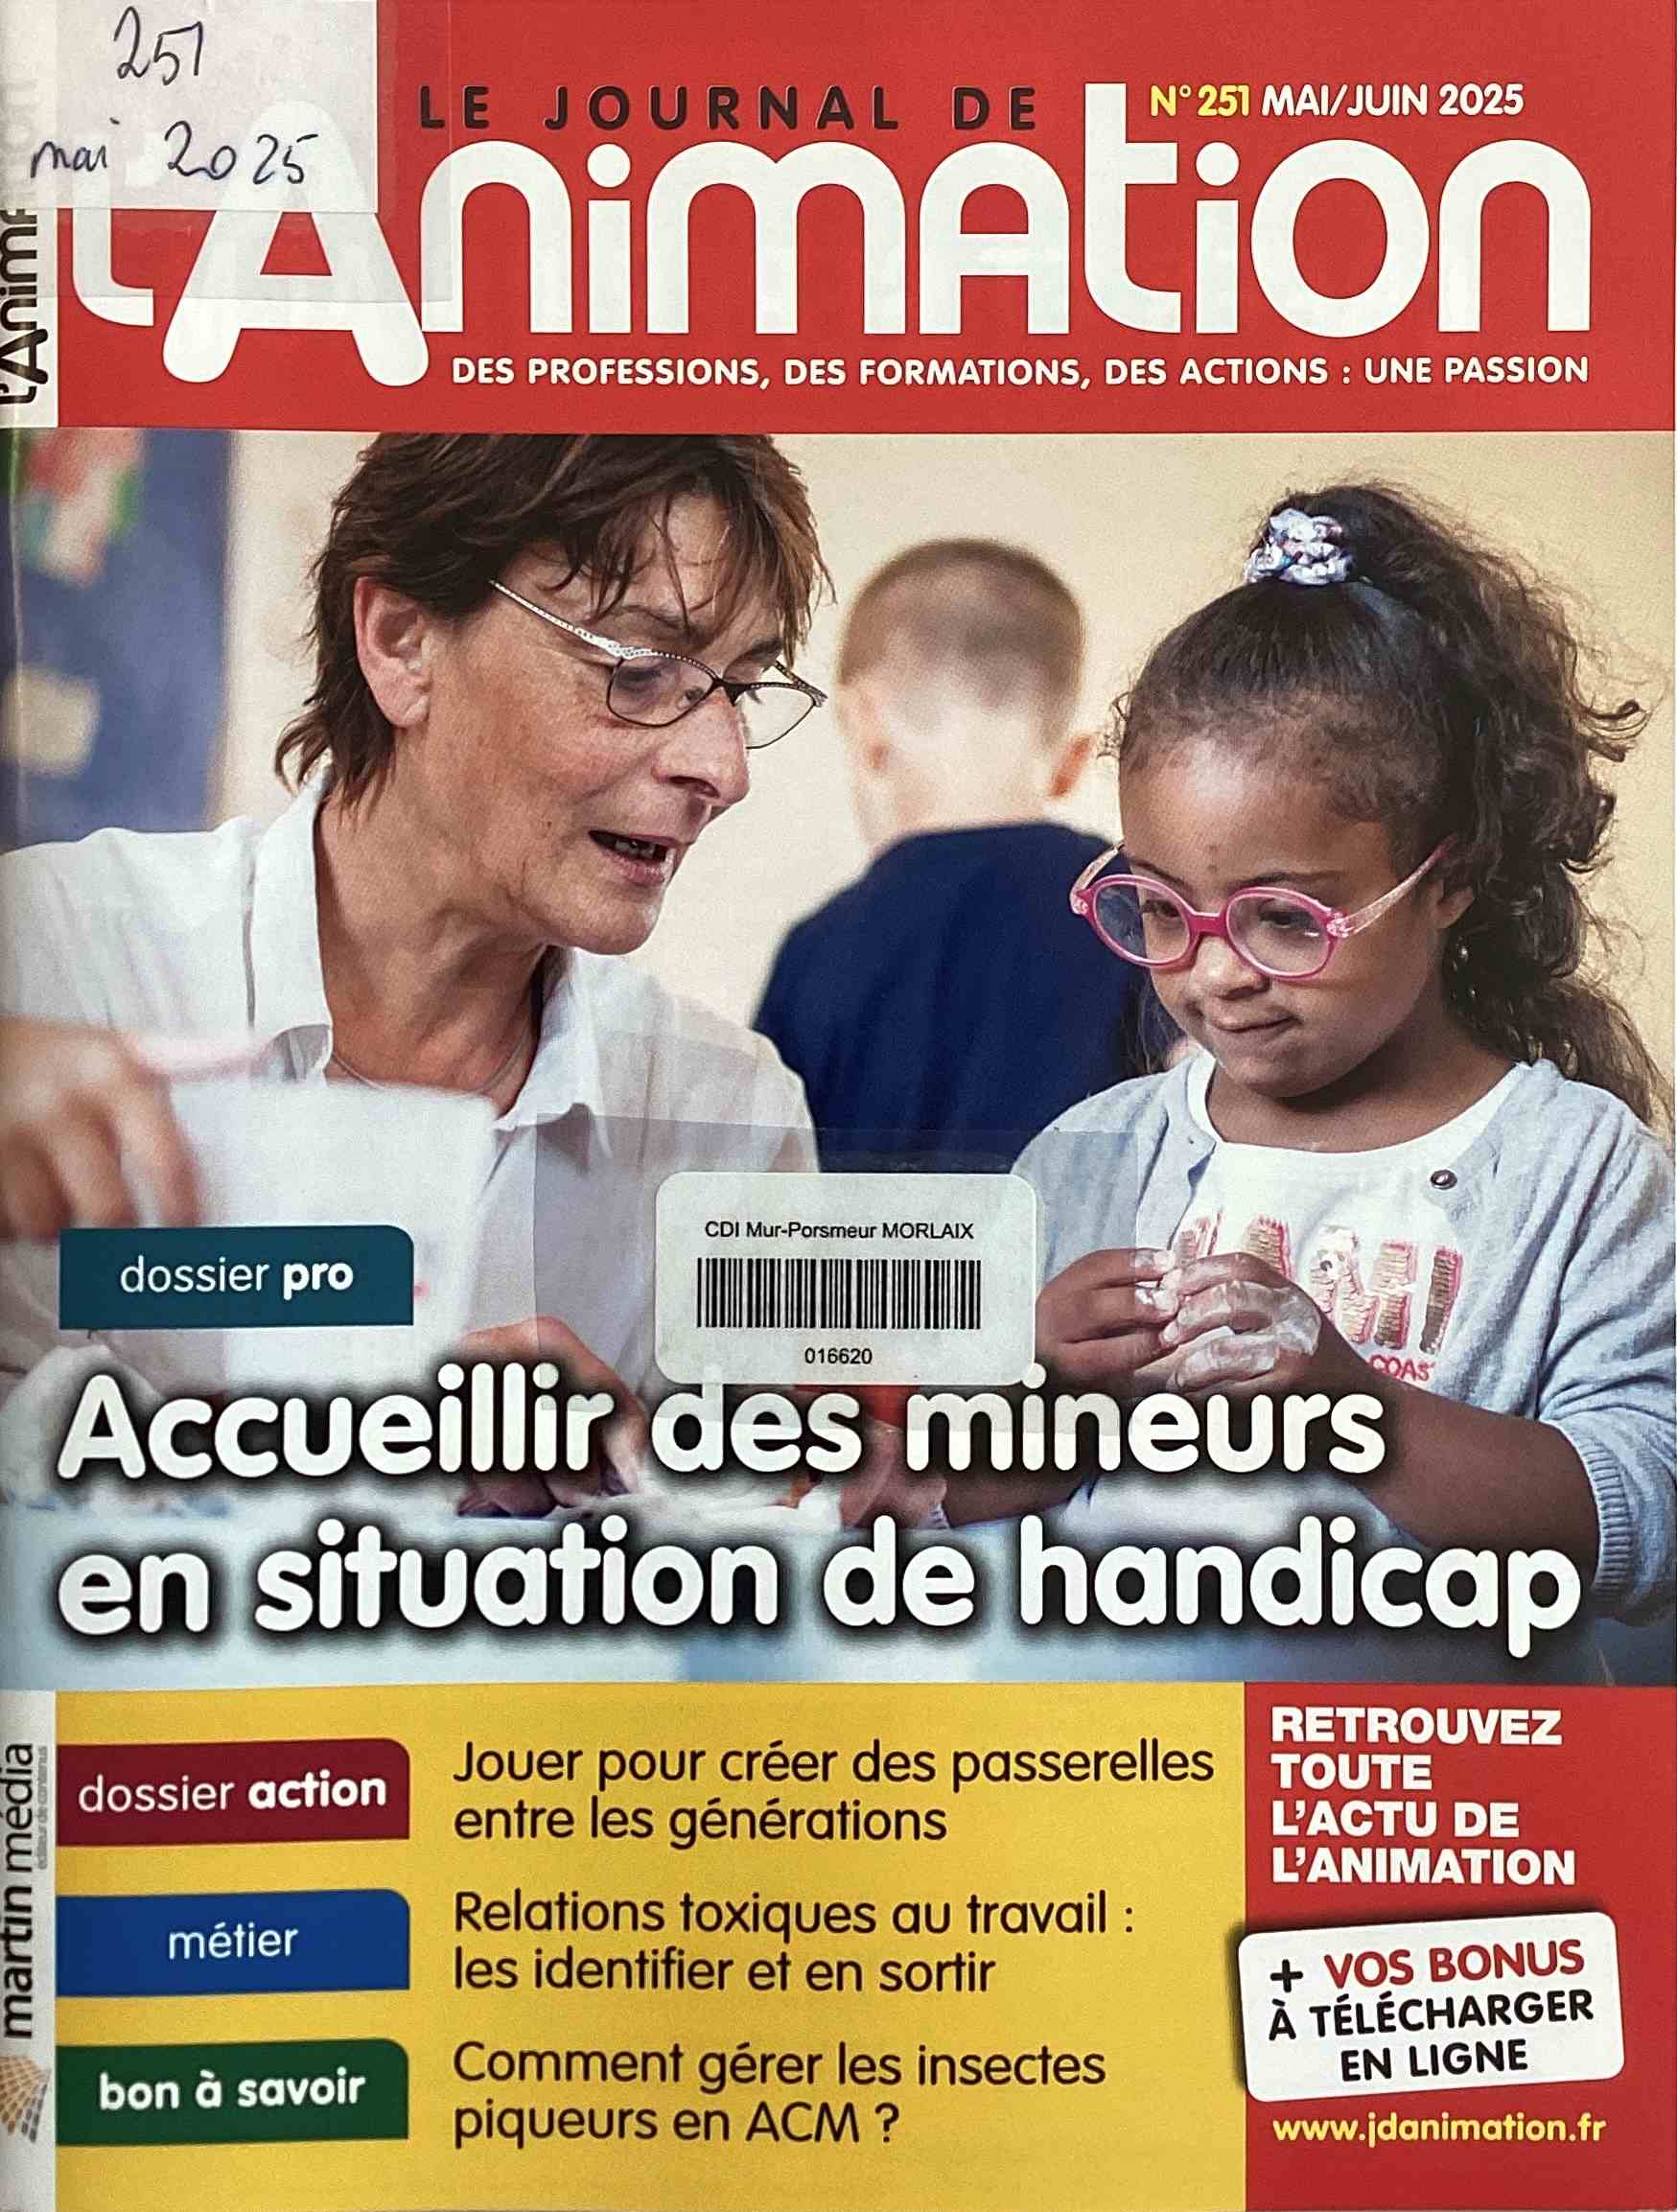 251
mai 2025
LE JOURNAL DE
N° 251 MAI/JUIN 2025
L'Animation
DES PROFESSIONS, DES FORMATIONS, DES ACTIONS : UNE PASSION
l'Anima
dossier pro
CDI Mur-Porsmeur MORLAIX
016620
COAS
Accueillir des mineurs
en situation de handicap
martin média
éditeur de contenus
dossier action
Jouer pour créer des passerelles
entre les générations
métier
Relations toxiques au travail :
les identifier et en sortir
bon à savoir
Comment gérer les insectes
piqueurs en ACM ?
RETROUVEZ
TOUTE
L'ACTU DE
L'ANIMATION
+ VOS BONUS
À TÉLÉCHARGER
EN LIGNE
www.jdanimation.fr